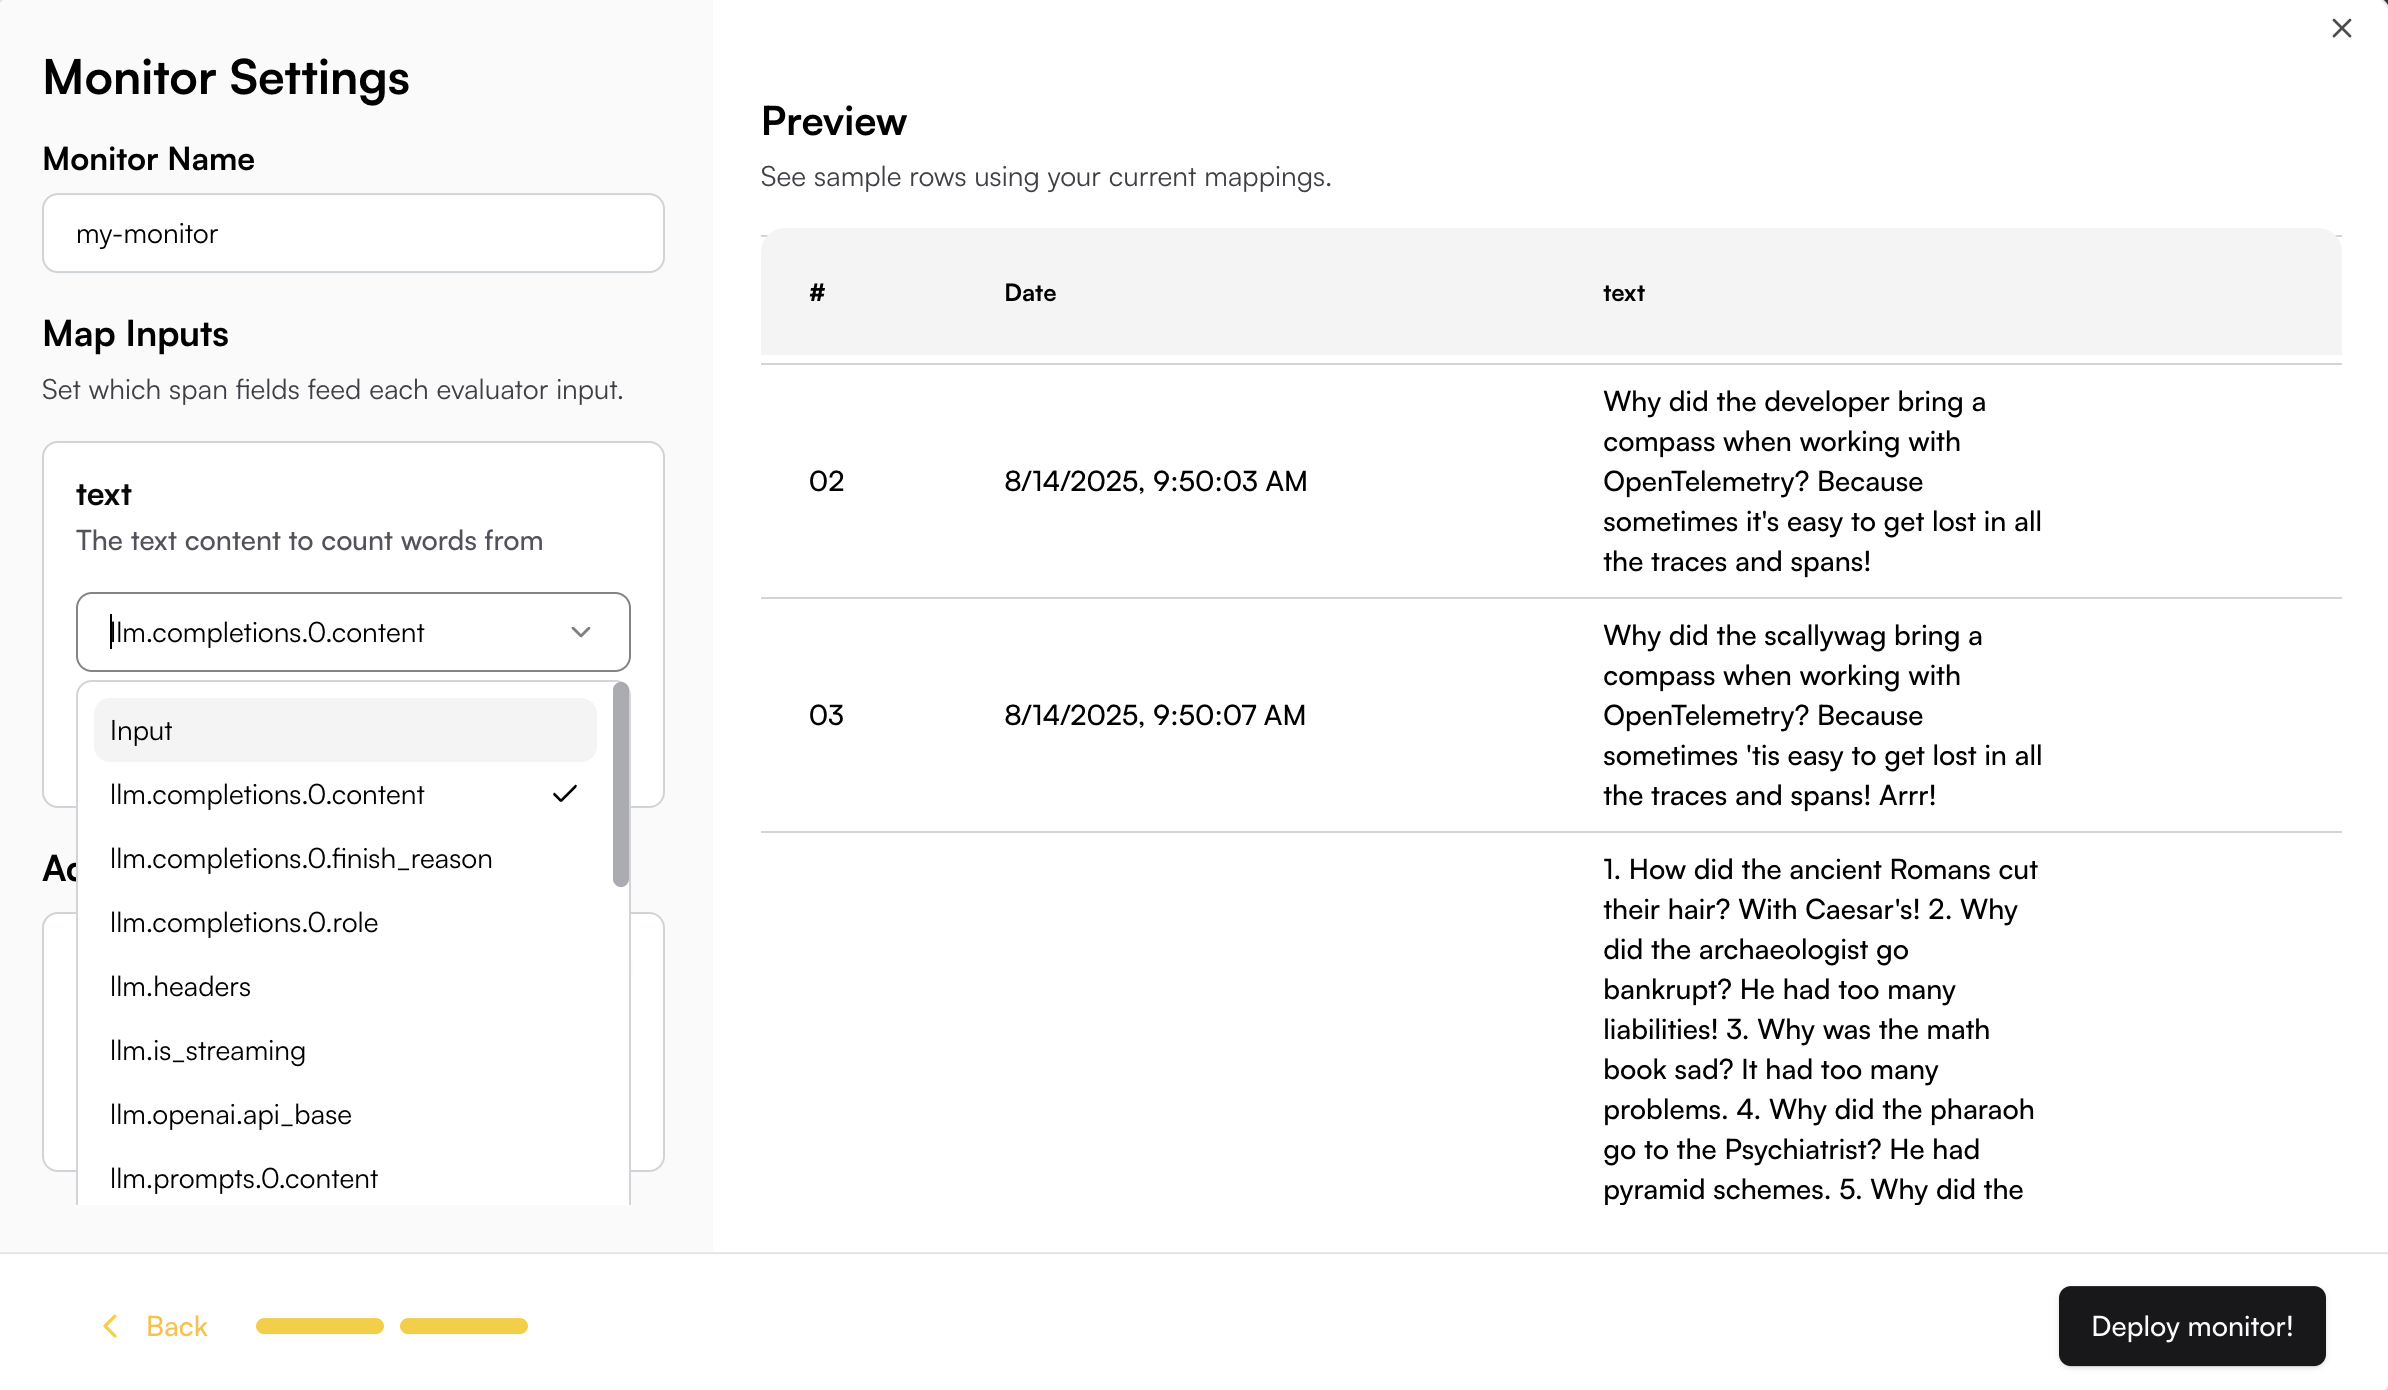 Monitor Settings
Monitor Name
my-monitor
Map Inputs
Set which span fields feed each evaluator input.
text
The text content to count words from
llm.completions.0.content
Input
llm.completions.0.content
llm.completions.0.finish_reason
llm.completions.0.role
llm.headers
llm.is_streaming
llm.openai.api_base
llm.prompts.0.content
Preview
See sample rows using your current mappings.
# Date text
02 8/14/2025, 9:50:03 AM
Why did the developer bring a
compass when working with
OpenTelemetry? Because
sometimes it's easy to get lost in all
the traces and spans!
03 8/14/2025, 9:50:07 AM
Why did the scallywag bring a
compass when working with
OpenTelemetry? Because
sometimes 'tis easy to get lost in all
the traces and spans! Arrr!
1. How did the ancient Romans cut
their hair? With Caesar's! 2. Why
did the archaeologist go
bankrupt? He had too many
liabilities! 3. Why was the math
book sad? It had too many
problems. 4. Why did the pharaoh
go to the Psychiatrist? He had
pyramid schemes. 5. Why did the
Back
Deploy monitor!